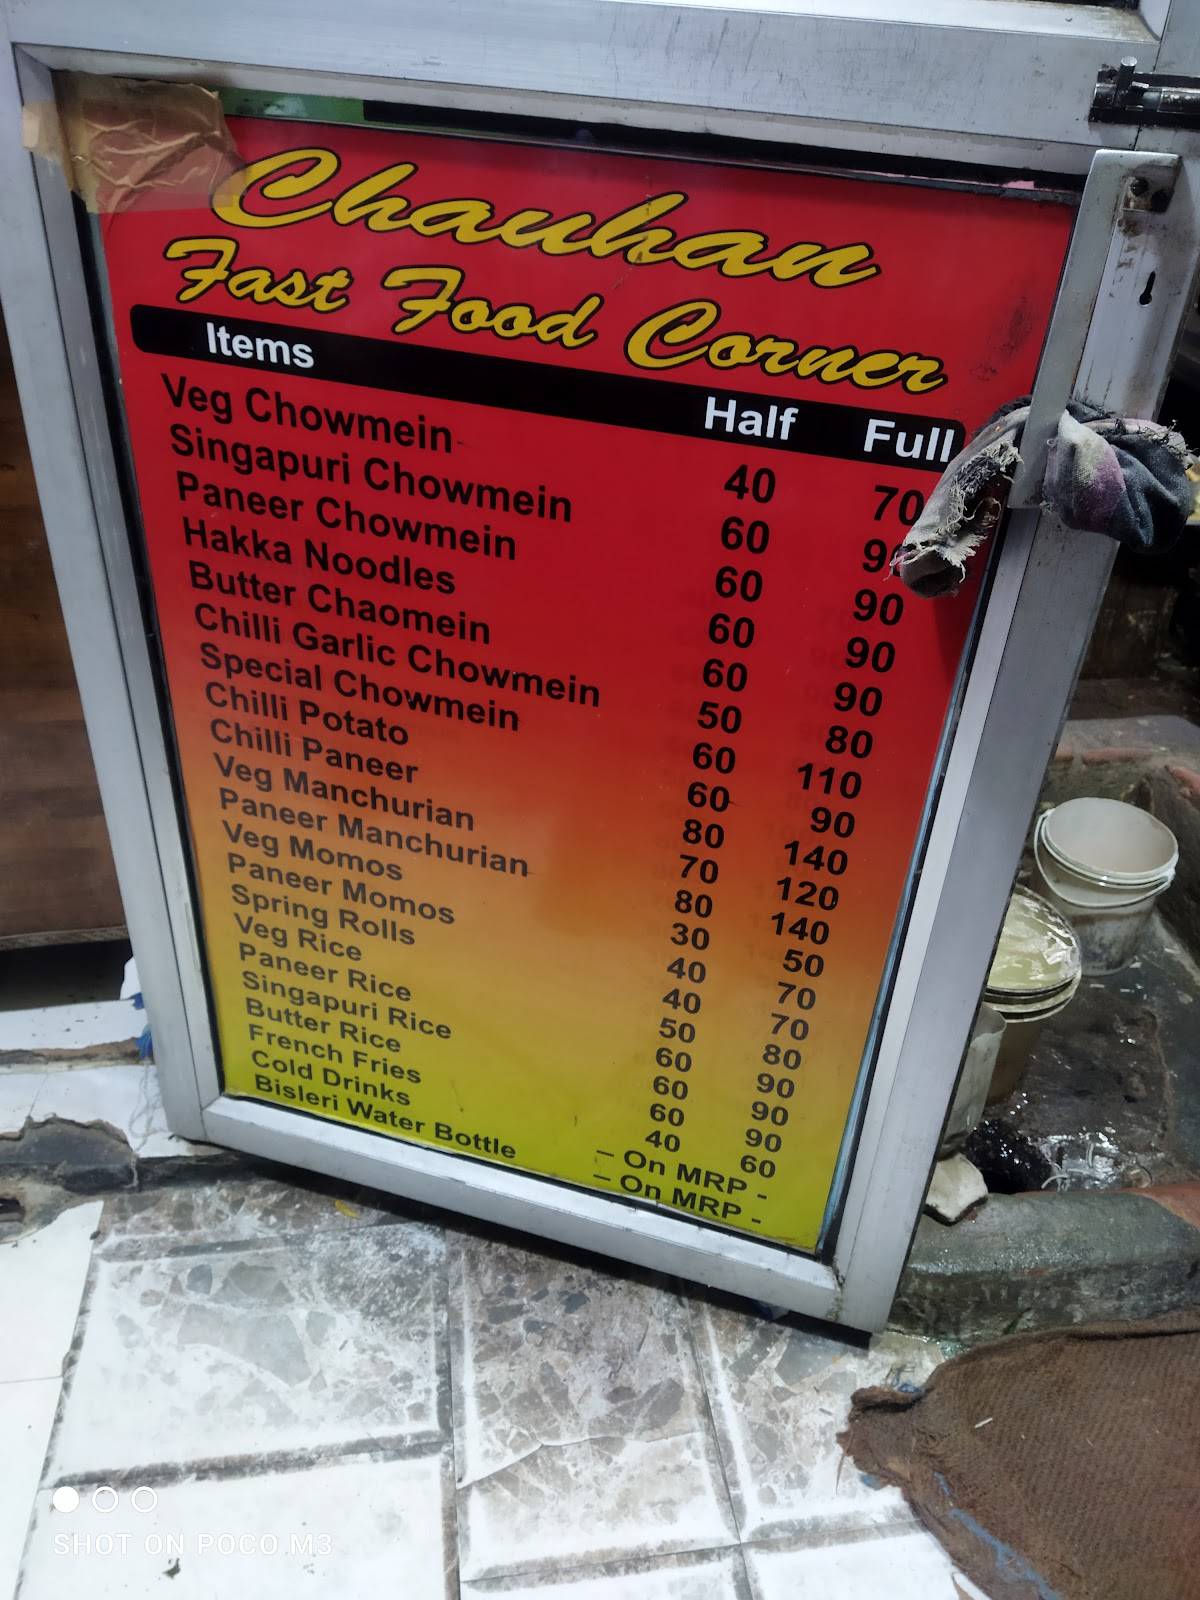 Chauhan
Fast Food Corner
Items Half Full
Veg Chowmein 40 70
Singapuri Chowmein 60
Paneer Chowmein 60 90
Hakka Noodles 60 90
Butter Chaomein 60 90
Chilli Garlic Chowmein 50 80
Special Chowmein 60 110
Chilli Potato 60 90
Chilli Paneer 80 140
Veg Manchurian 70 120
Paneer Manchurian 80 140
Veg Momos 30 50
Paneer Momos 40 70
Spring Rolls 40 70
Veg Rice 50 80
Paneer Rice 60 90
Singapuri Rice 60 90
Butter Rice 60 90
French Fries 40 60
Cold Drinks – On MRP -
Bisleri Water Bottle – On MRP -
SHOT ON POCO M3